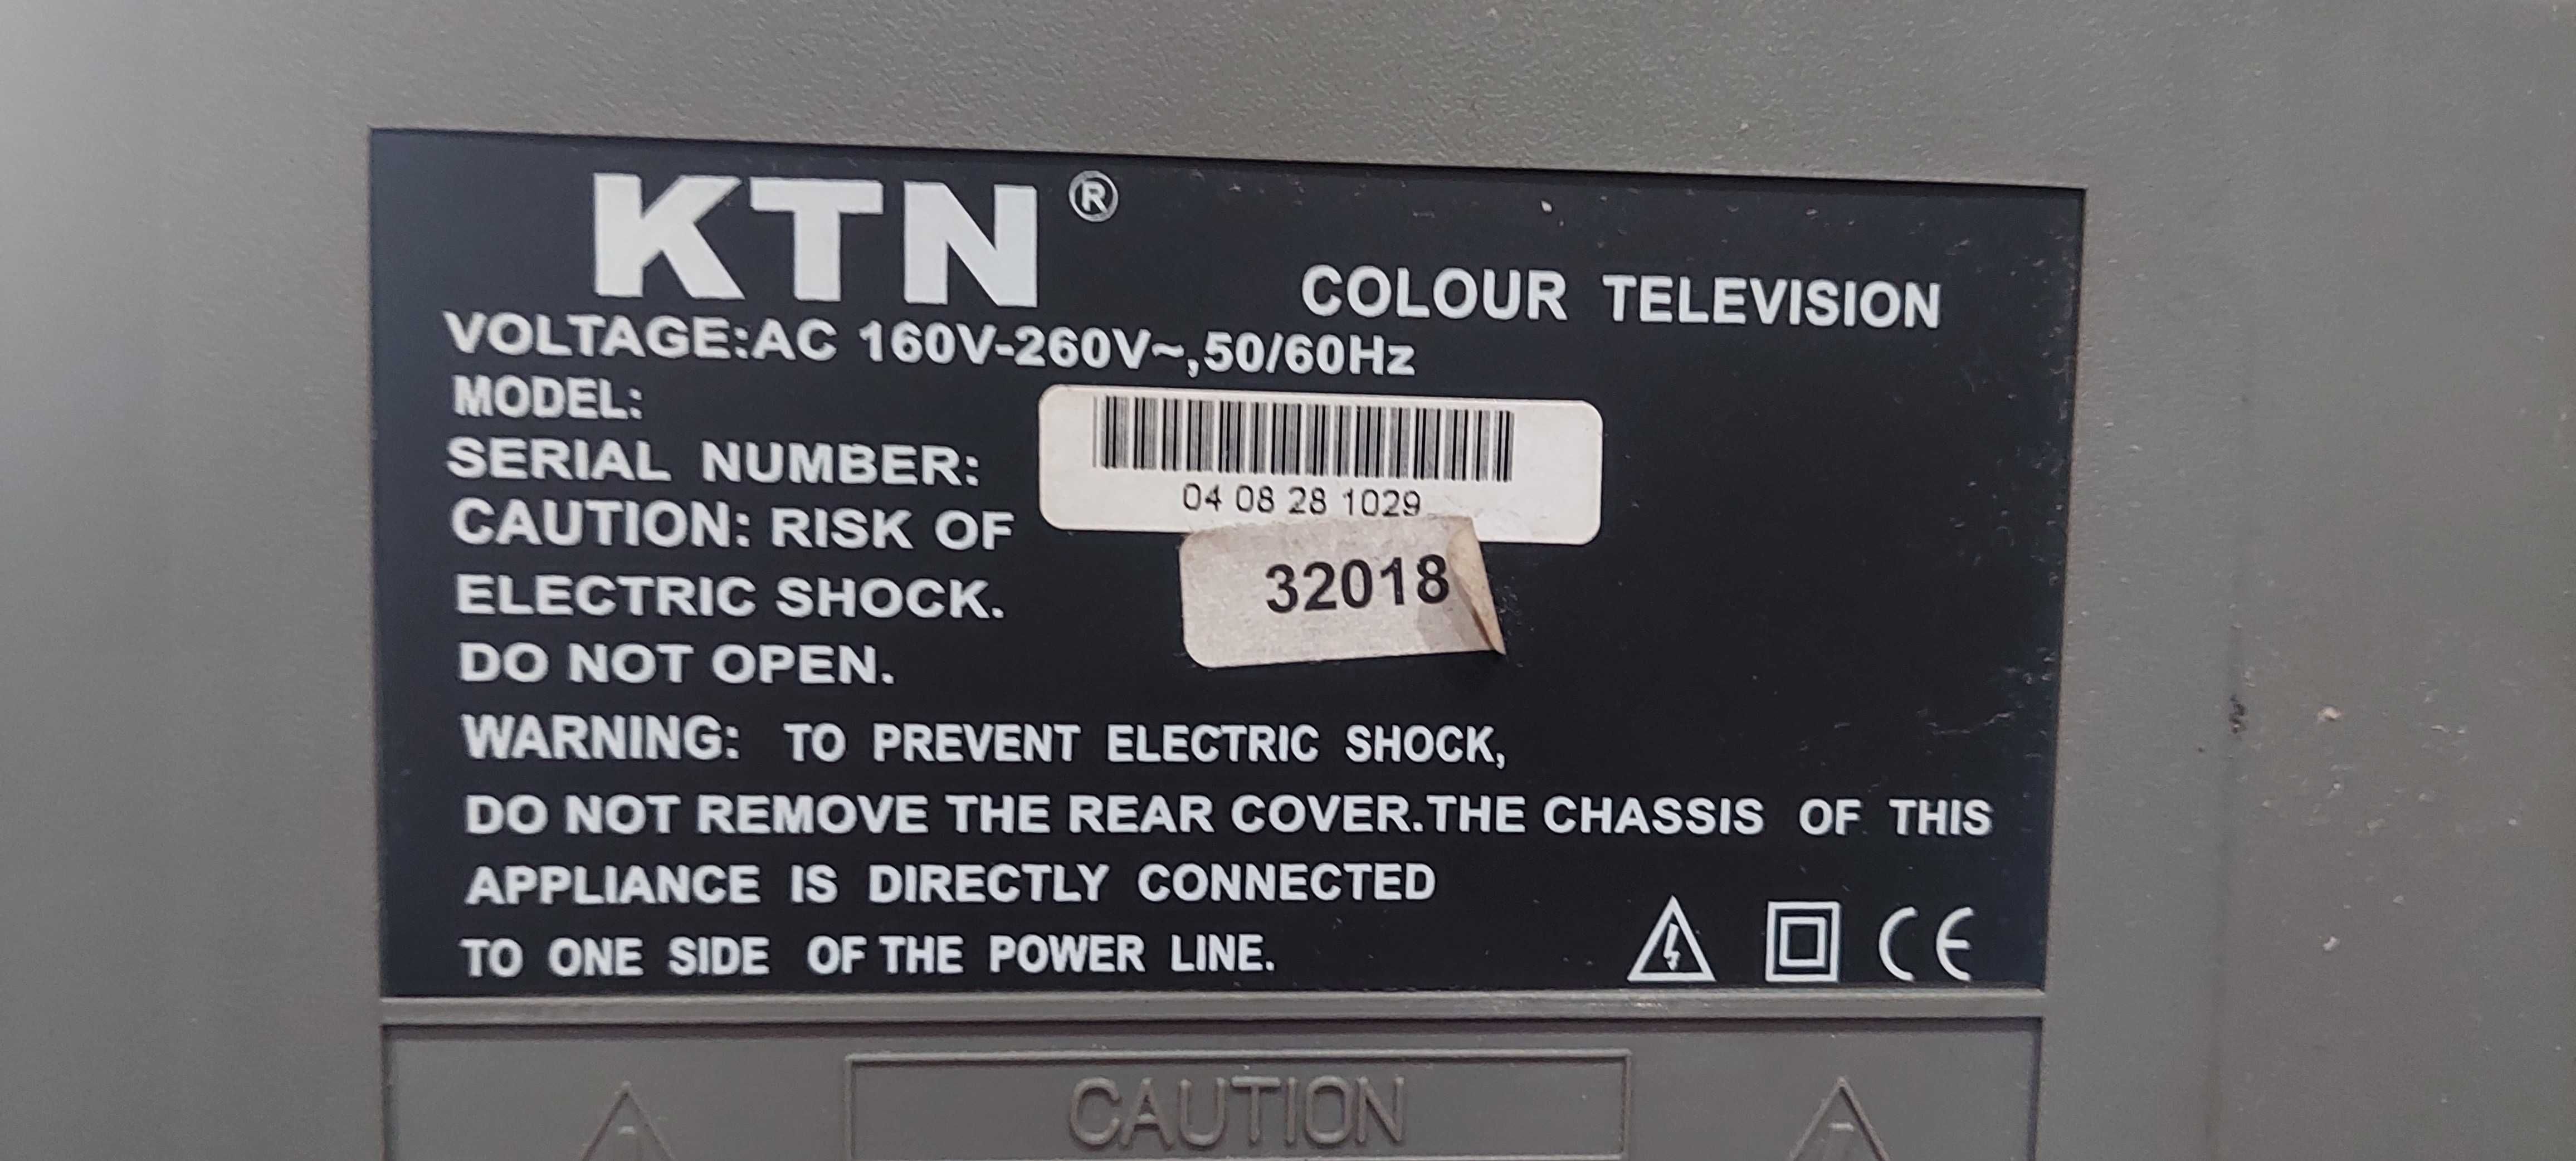 KTN ®
COLOUR TELEVISION
VOLTAGE:AC 160V-260V~,50/60Hz
MODEL:
SERIAL NUMBER:
04 08 28 1029
CAUTION: RISK OF
ELECTRIC SHOCK.
32018
DO NOT OPEN.
WARNING: TO PREVENT ELECTRIC SHOCK,
DO NOT REMOVE THE REAR COVER.THE CHASSIS OF THIS
APPLIANCE IS DIRECTLY CONNECTED
TO ONE SIDE OF THE POWER LINE.
CE
CAUTION